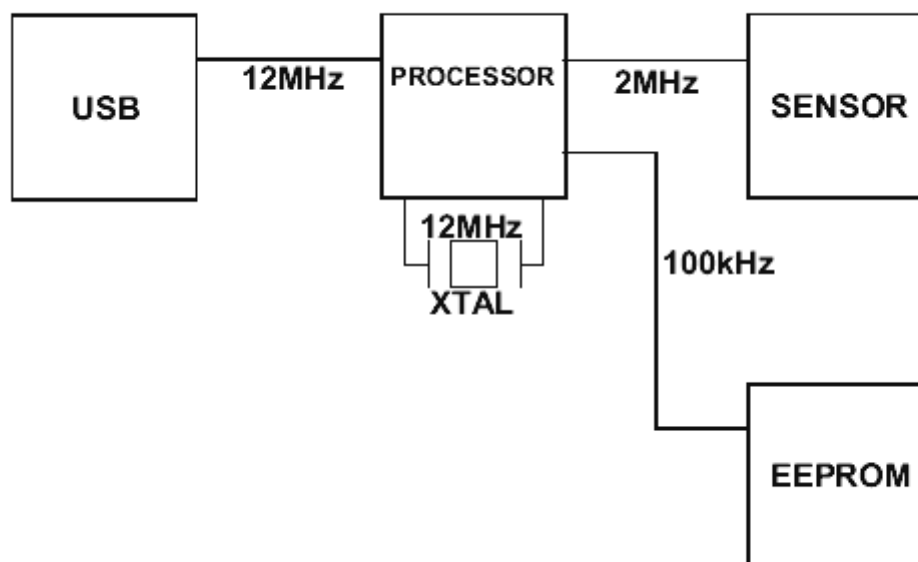 USB
12MHz
PROCESSOR
2MHz
SENSOR
12MHz
XTAL
100kHz
EEPROM